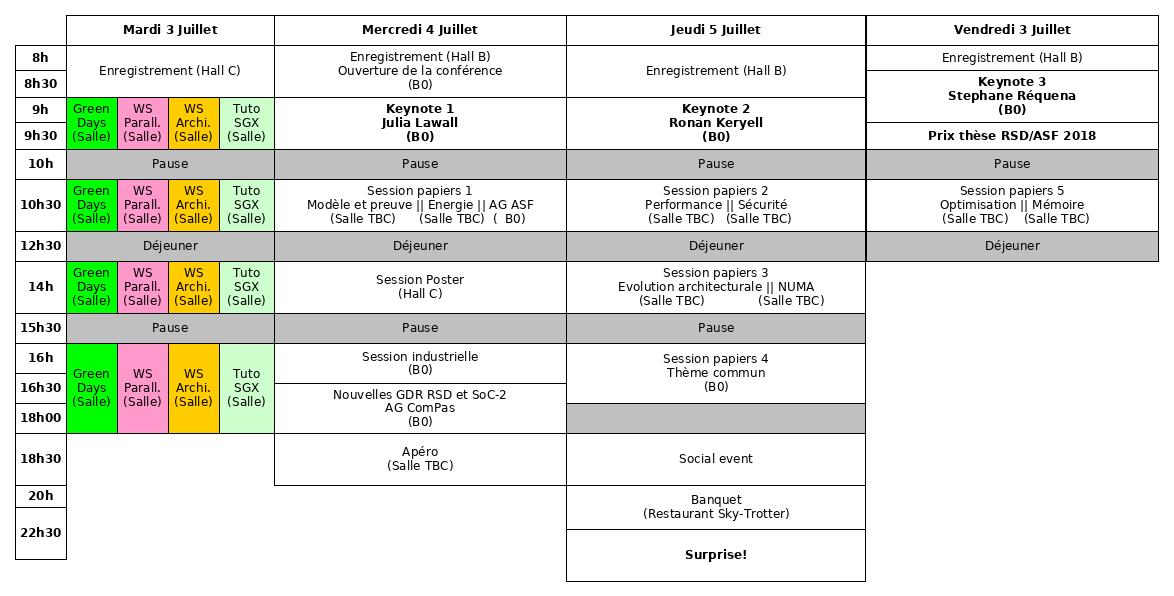 Mardi 3 Juillet
Mercredi 4 Juillet
Jeudi 5 Juillet
Vendredi 3 Juillet
8h
8h30
Enregistrement (Hall C)
Enregistrement (Hall B)
Ouverture de la conférence
(B0)
Enregistrement (Hall B)
Enregistrement (Hall B)
Keynote 3
Stephane Réquena
(B0)
9h
9h30
Green
Days
(Salle)
WS
Parall.
(Salle)
WS
Archi.
(Salle)
Tuto
SGX
(Salle)
Keynote 1
Julia Lawall
(B0)
Keynote 2
Ronan Keryell
(B0)
Prix thèse RSD/ASF 2018
10h
Pause
Pause
Pause
Pause
10h30
Green
Days
(Salle)
WS
Parall.
(Salle)
WS
Archi.
(Salle)
Tuto
SGX
(Salle)
Session papiers 1
Modèle et preuve || Energie || AG ASF
(Salle TBC) (Salle TBC) ( B0)
Session papiers 2
Performance || Sécurité
(Salle TBC) (Salle TBC)
Session papiers 5
Optimisation || Mémoire
(Salle TBC) (Salle TBC)
12h30
Déjeuner
Déjeuner
Déjeuner
Déjeuner
14h
Green
Days
(Salle)
WS
Parall.
(Salle)
WS
Archi.
(Salle)
Tuto
SGX
(Salle)
Session Poster
(Hall C)
Session papiers 3
Evolution architecturale || NUMA
(Salle TBC) (Salle TBC)
15h30
Pause
Pause
Pause
16h
16h30
18h00
Green
Days
(Salle)
WS
Parall.
(Salle)
WS
Archi.
(Salle)
Tuto
SGX
(Salle)
Session industrielle
(B0)
Nouvelles GDR RSD et SoC-2
AG ComPas
(B0)
Session papiers 4
Thème commun
(B0)
18h30
Apéro
(Salle TBC)
Social event
20h
Banquet
(Restaurant Sky-Trotter)
22h30
Surprise!